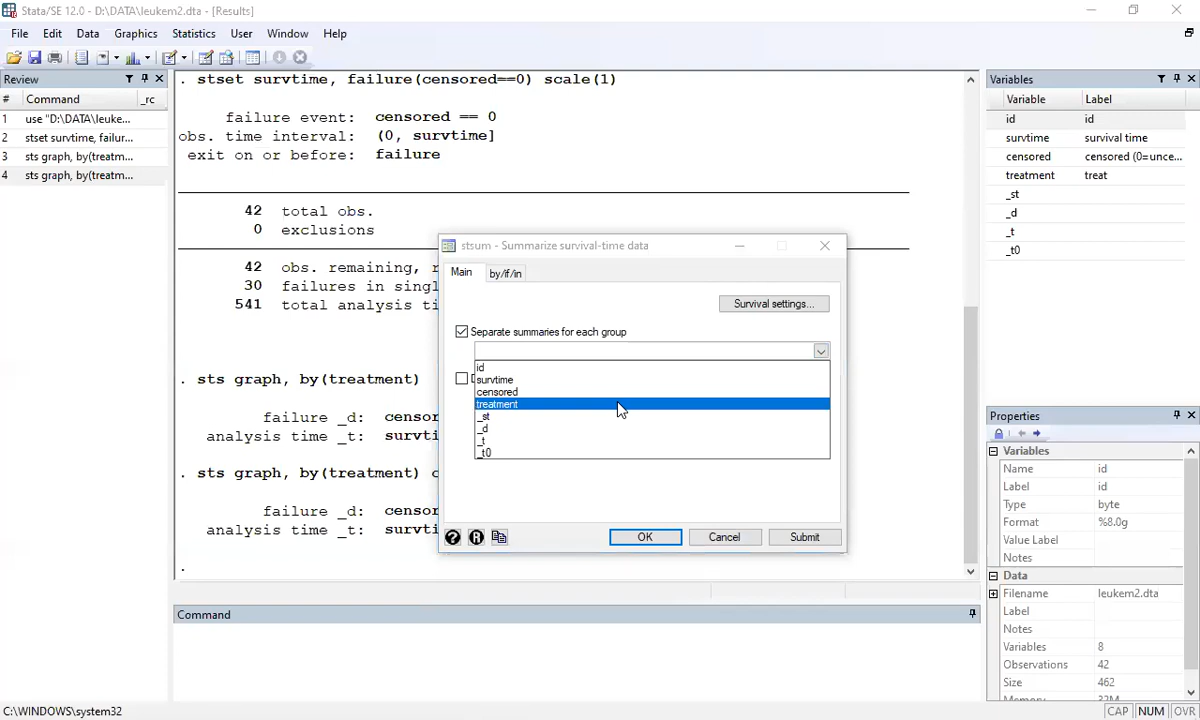 Stata/SE 12.0 - D:\DATA\leukem2.dta - [Results]
File Edit Data Graphics Statistics User Window Help
Review
# Command _rc
1 use "D:\DATA\leuke...
2 stset survtime, failur...
3 sts graph, by(treatm...
4 sts graph, by(treatm...
. stset survtime, failure(censored==0) scale(1)
failure event: censored == 0
obs. time interval: (0, survtime]
exit on or before: failure
42 total obs.
0 exclusions
42 obs. remaining, r
30 failures in singl
541 total analysis ti
. sts graph, by(treatment)
failure _d: censor
analysis time _t: survti
. sts graph, by(treatment) c
failure _d: censor
analysis time _t: survti
.
stsum - Summarize survival-time data
Main by/if/in
Survival settings...
Separate summaries for each group
id
survtime
censored
treatment
_st
_d
_t
_t0
OK Cancel Submit
Command
Variables
Variable Label
id id
survtime survival time
censored censored (0=unce...
treatment treat
_st
_d
_t
_t0
Properties
Variables
Name id
Label id
Type byte
Format %8.0g
Value Label
Notes
Data
Filename leukem2.dta
Label
Notes
Variables 8
Observations 42
Size 462
Memory 32M
C:\WINDOWS\system32
CAP NUM OVR